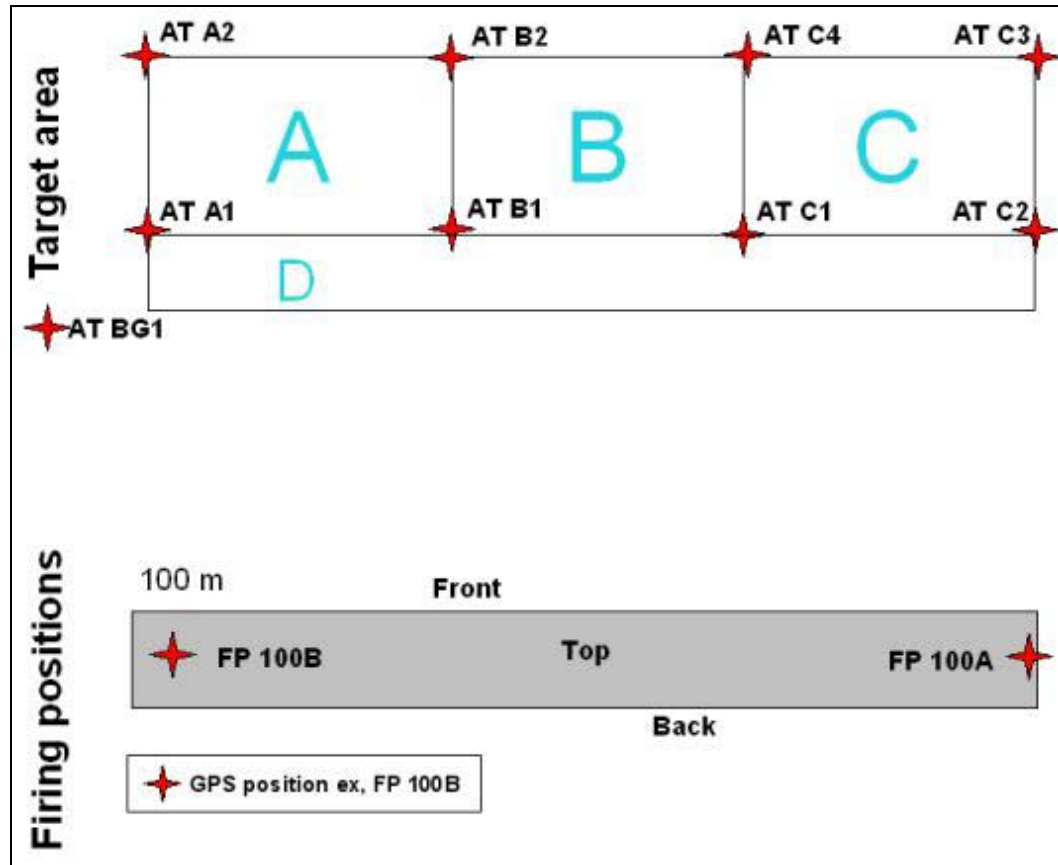 Target area
AT A2
AT B2
AT C4
AT C3
A
B
C
AT A1
AT B1
AT C1
AT C2
D
AT BG1
Firing positions
100 m
Front
FP 100B
Top
FP 100A
Back
GPS position ex, FP 100B